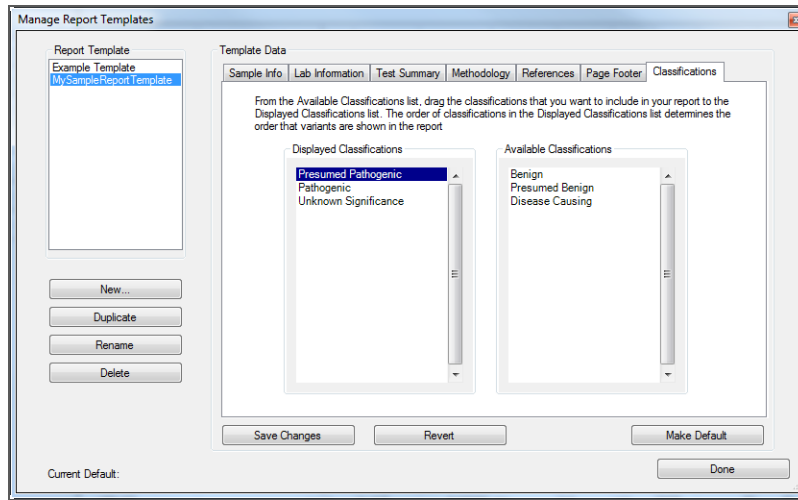 Manage Report Templates
Report Template
Example Template
MySampleReportTemplate
New...
Duplicate
Rename
Delete
Current Default:
Template Data
Sample Info
Lab Information
Test Summary
Methodology
References
Page Footer
Classifications
From the Available Classifications list, drag the classifications that you want to include in your report to the
Displayed Classifications list. The order of classifications in the Displayed Classifications list determines the
order that variants are shown in the report
Displayed Classifications
Presumed Pathogenic
Pathogenic
Unknown Significance
Available Classifications
Benign
Presumed Benign
Disease Causing
Save Changes
Revert
Make Default
Done